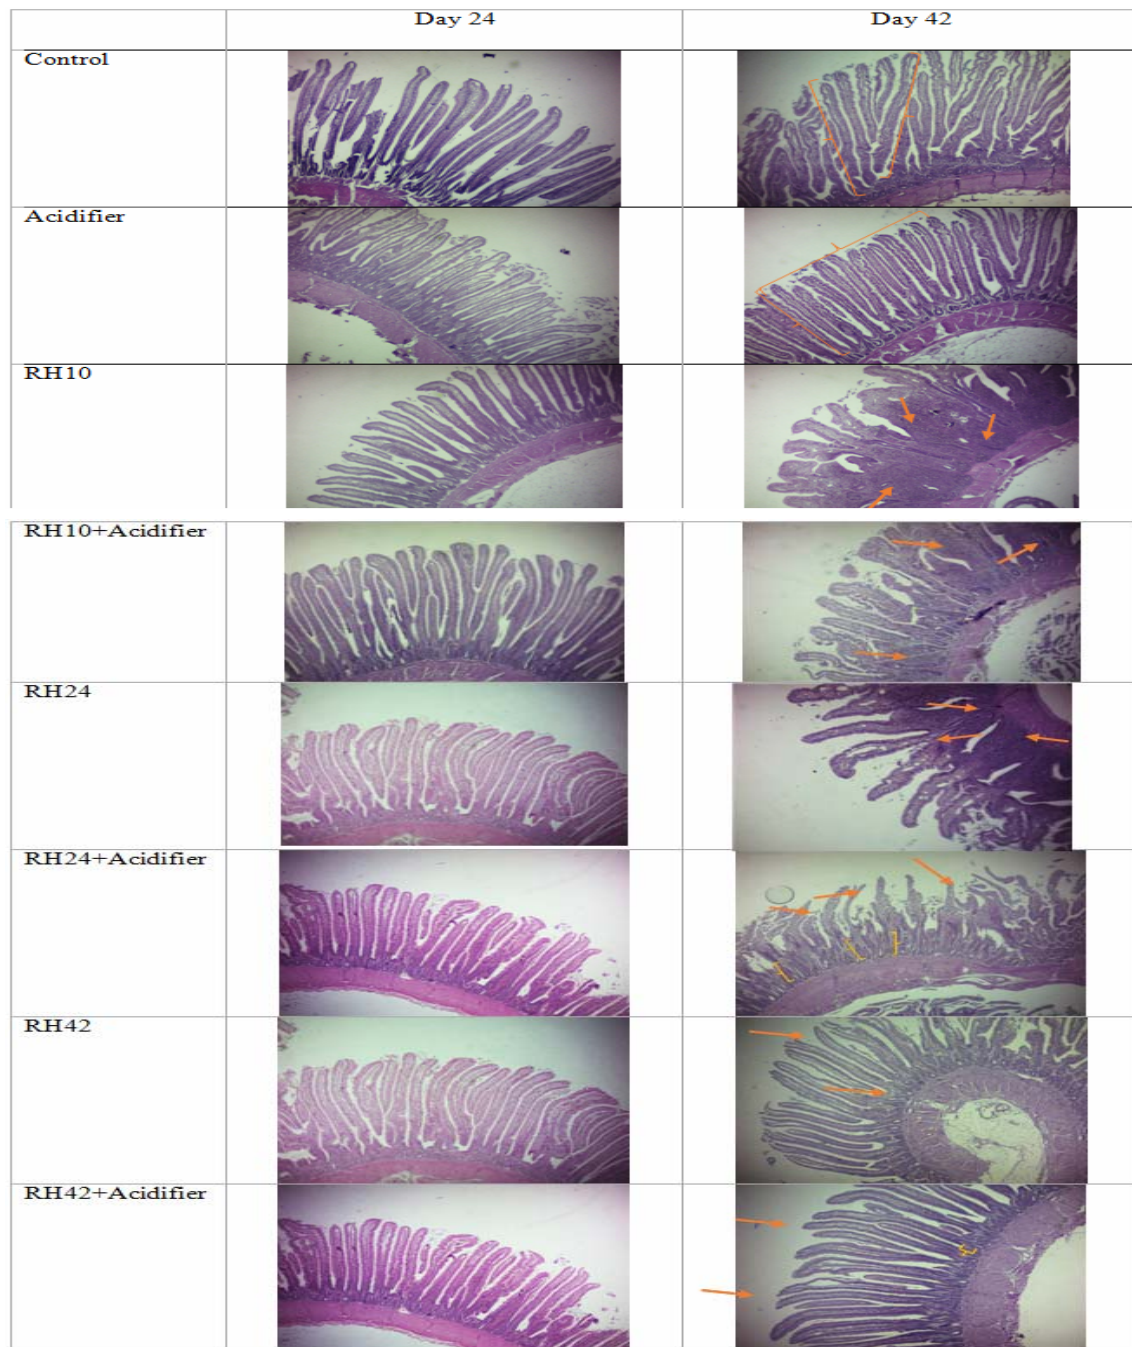 Day 24
Day 42
Control
Acidifier
RH10
RH10+Acidifier
RH24
RH24+Acidifier
RH42
RH42+Acidifier